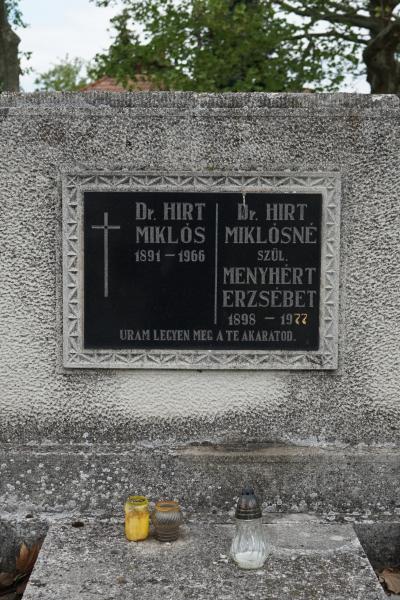 Dr. HIRT
MIKLÓS
1891 – 1966
Dr. HIRT
MIKLÓSNÉ
SZÜL.
MENYHÉRT
ERZSÉBET
1898 – 1977
URAM LEGYEN MEG A TE AKARATOD.